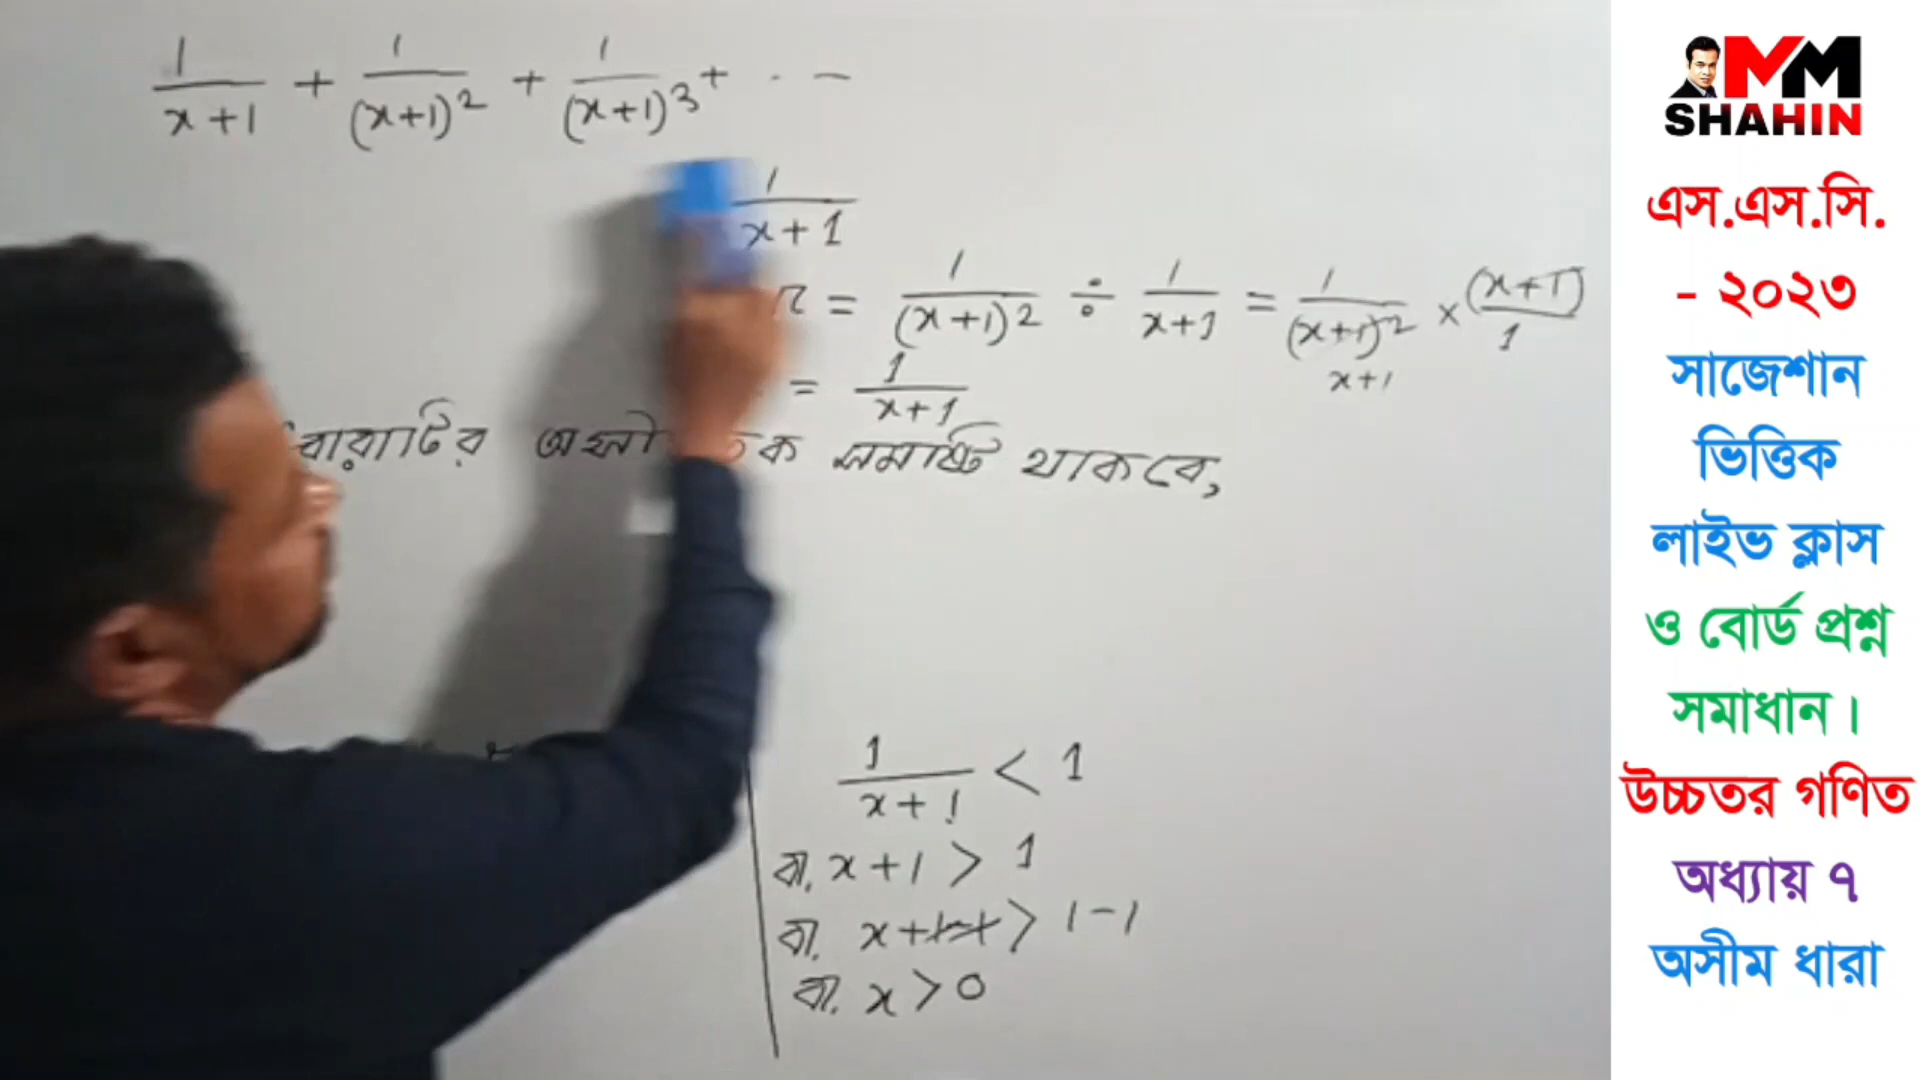 1/(x+1) + 1/(x+1)^2 + 1/(x+1)^3 + . -
1/(x+1)
r = 1/(x+1)^2 ÷ 1/(x+1) = 1/(x+1)^2 × (x+1)/1
x+1
= 1/(x+1)
সমষ্টি থাকবে,
1/(x+1) < 1
বা, x+1 > 1
বা, x+1-1 > 1-1
বা, x > 0
MM
SHAHIN
এস.এস.সি.
- ২০২৩
সাজেশান
ভিত্তিক
লাইভ ক্লাস
ও বোর্ড প্রশ্ন
সমাধান।
উচ্চতর গণিত
অধ্যায় ৭
অসীম ধারা